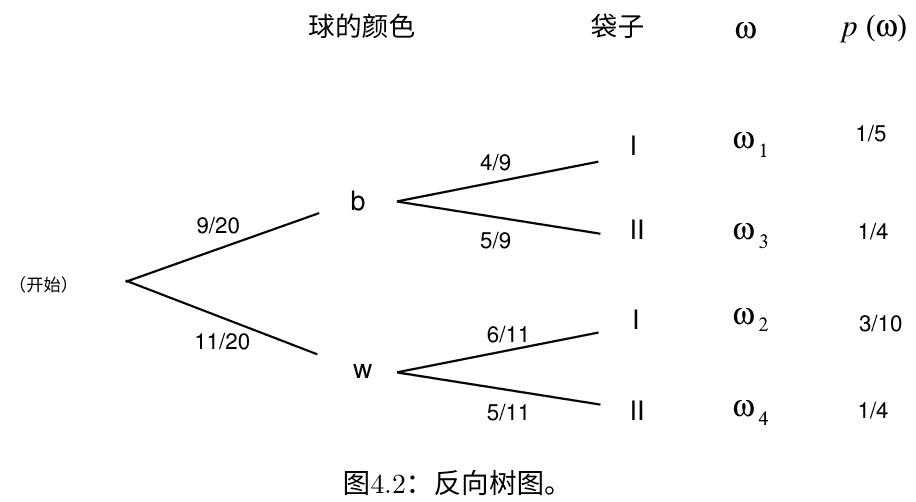 球的颜色 袋子 ω p (ω)
4/9 I ω1 1/5
9/20 b
5/9 II ω3 1/4
(开始)
11/20 w
6/11 I ω2 3/10
5/11 II ω4 1/4
图4.2：反向树图。